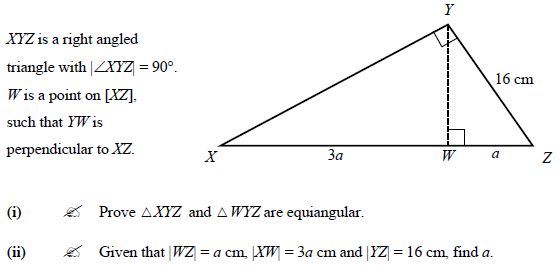 Y
XYZ is a right angled
triangle with |∠XYZ| = 90°.
16 cm
W is a point on [XZ],
such that YW is
perpendicular to XZ.
X
3a
W
a
Z
(i) ✍ Prove △XYZ and △WYZ are equiangular.
(ii) ✍ Given that |WZ| = a cm, |XW| = 3a cm and |YZ| = 16 cm, find a.